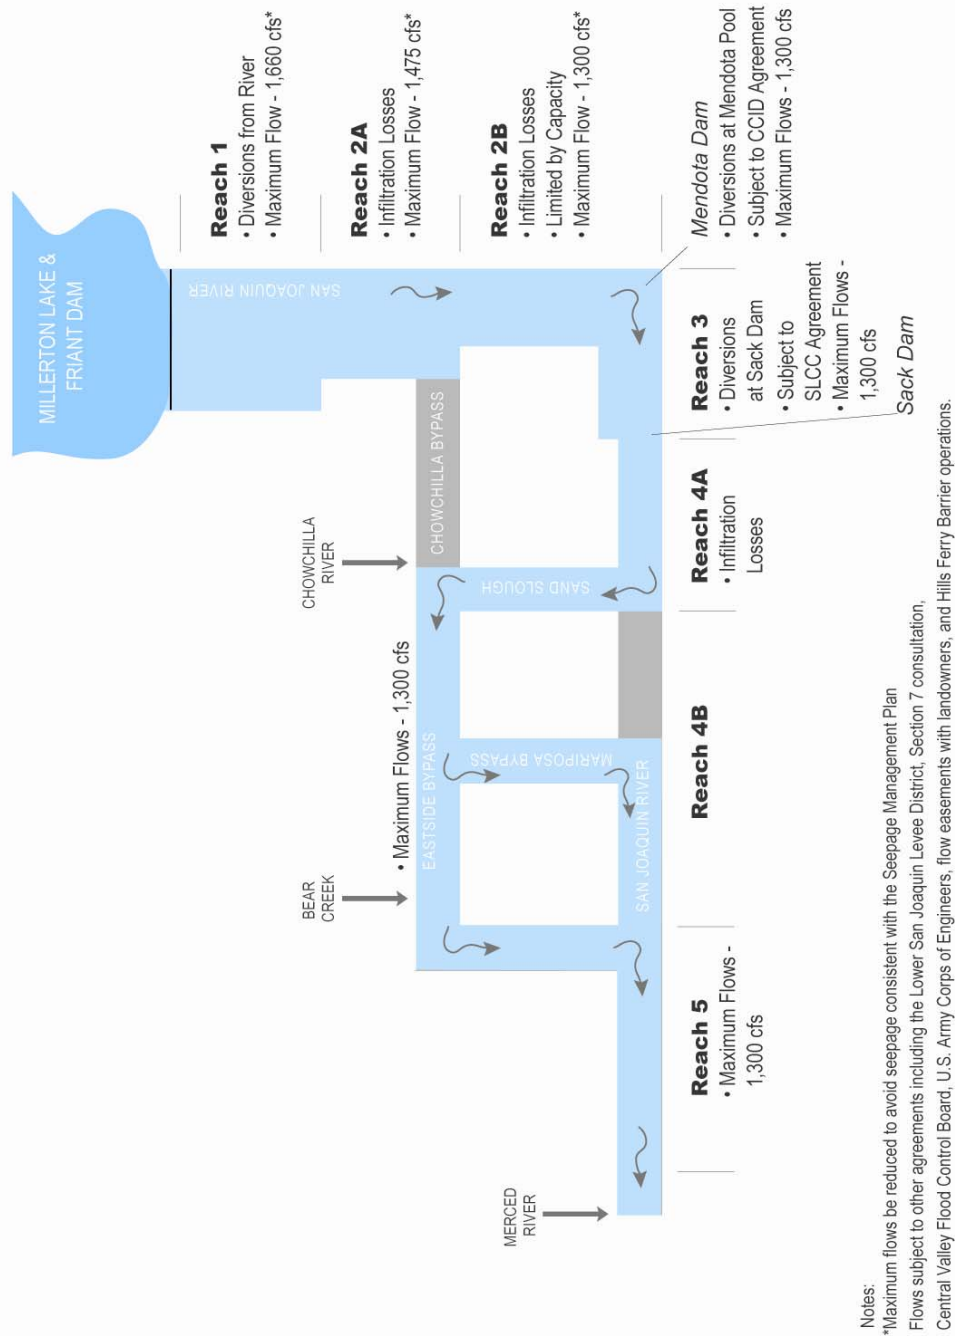 MILLERTON LAKE &
FRIANT DAM
SAN JOAQUIN RIVER
Reach 1
• Diversions from River
• Maximum Flow - 1,660 cfs*
Reach 2A
• Infiltration Losses
• Maximum Flow - 1,475 cfs*
Reach 2B
• Infiltration Losses
• Limited by Capacity
• Maximum Flow - 1,300 cfs*
Mendota Dam
• Diversions at Mendota Pool
• Subject to CCID Agreement
• Maximum Flows - 1,300 cfs
CHOWCHILLA
RIVER
CHOWCHILLA BYPASS
SAND SLOUGH
Reach 3
• Diversions
at Sack Dam
• Subject to
SLCC Agreement
• Maximum Flows -
1,300 cfs
Sack Dam
Reach 4A
• Infiltration
Losses
• Maximum Flows - 1,300 cfs
EASTSIDE BYPASS
MARIPOSA BYPASS
SAN JOAQUIN RIVER
Reach 4B
BEAR
CREEK
Reach 5
• Maximum Flows -
1,300 cfs
MERCED
RIVER
Notes:
*Maximum flows be reduced to avoid seepage consistent with the Seepage Management Plan
Flows subject to other agreements including the Lower San Joaquin Levee District, Section 7 consultation,
Central Valley Flood Control Board, U.S. Army Corps of Engineers, flow easements with landowners, and Hills Ferry Barrier operations.